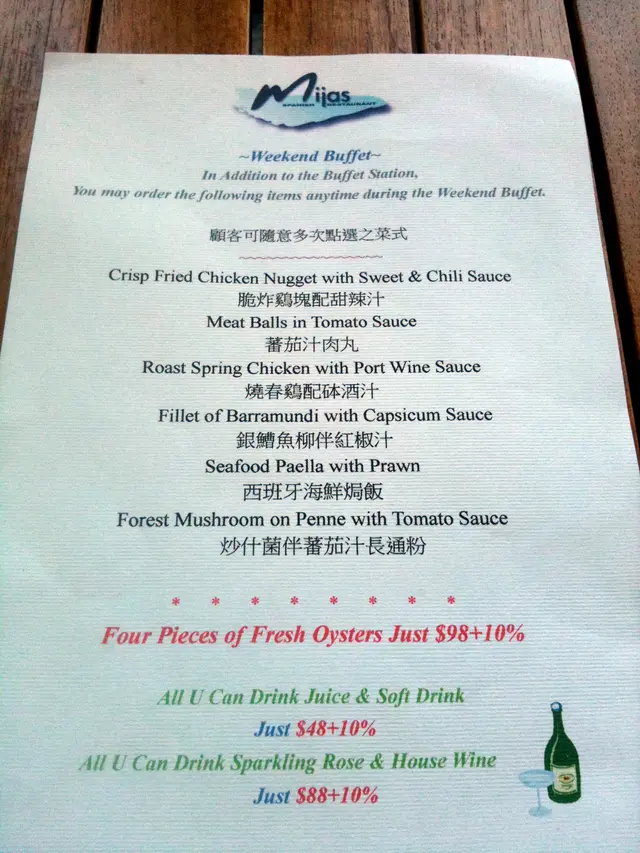 Mijas
SPANISH RESTAURANT
~Weekend Buffet~
In Addition to the Buffet Station,
You may order the following items anytime during the Weekend Buffet.
顧客可隨意多次點選之菜式
Crisp Fried Chicken Nugget with Sweet & Chili Sauce
脆炸鷄塊配甜辣汁
Meat Balls in Tomato Sauce
蕃茄汁肉丸
Roast Spring Chicken with Port Wine Sauce
燒春鷄配砵酒汁
Fillet of Barramundi with Capsicum Sauce
銀鱈魚柳伴紅椒汁
Seafood Paella with Prawn
西班牙海鮮焗飯
Forest Mushroom on Penne with Tomato Sauce
炒什菌伴蕃茄汁長通粉
* * * * * * * *
Four Pieces of Fresh Oysters Just $98+10%
All U Can Drink Juice & Soft Drink
Just $48+10%
All U Can Drink Sparkling Rose & House Wine
Just $88+10%